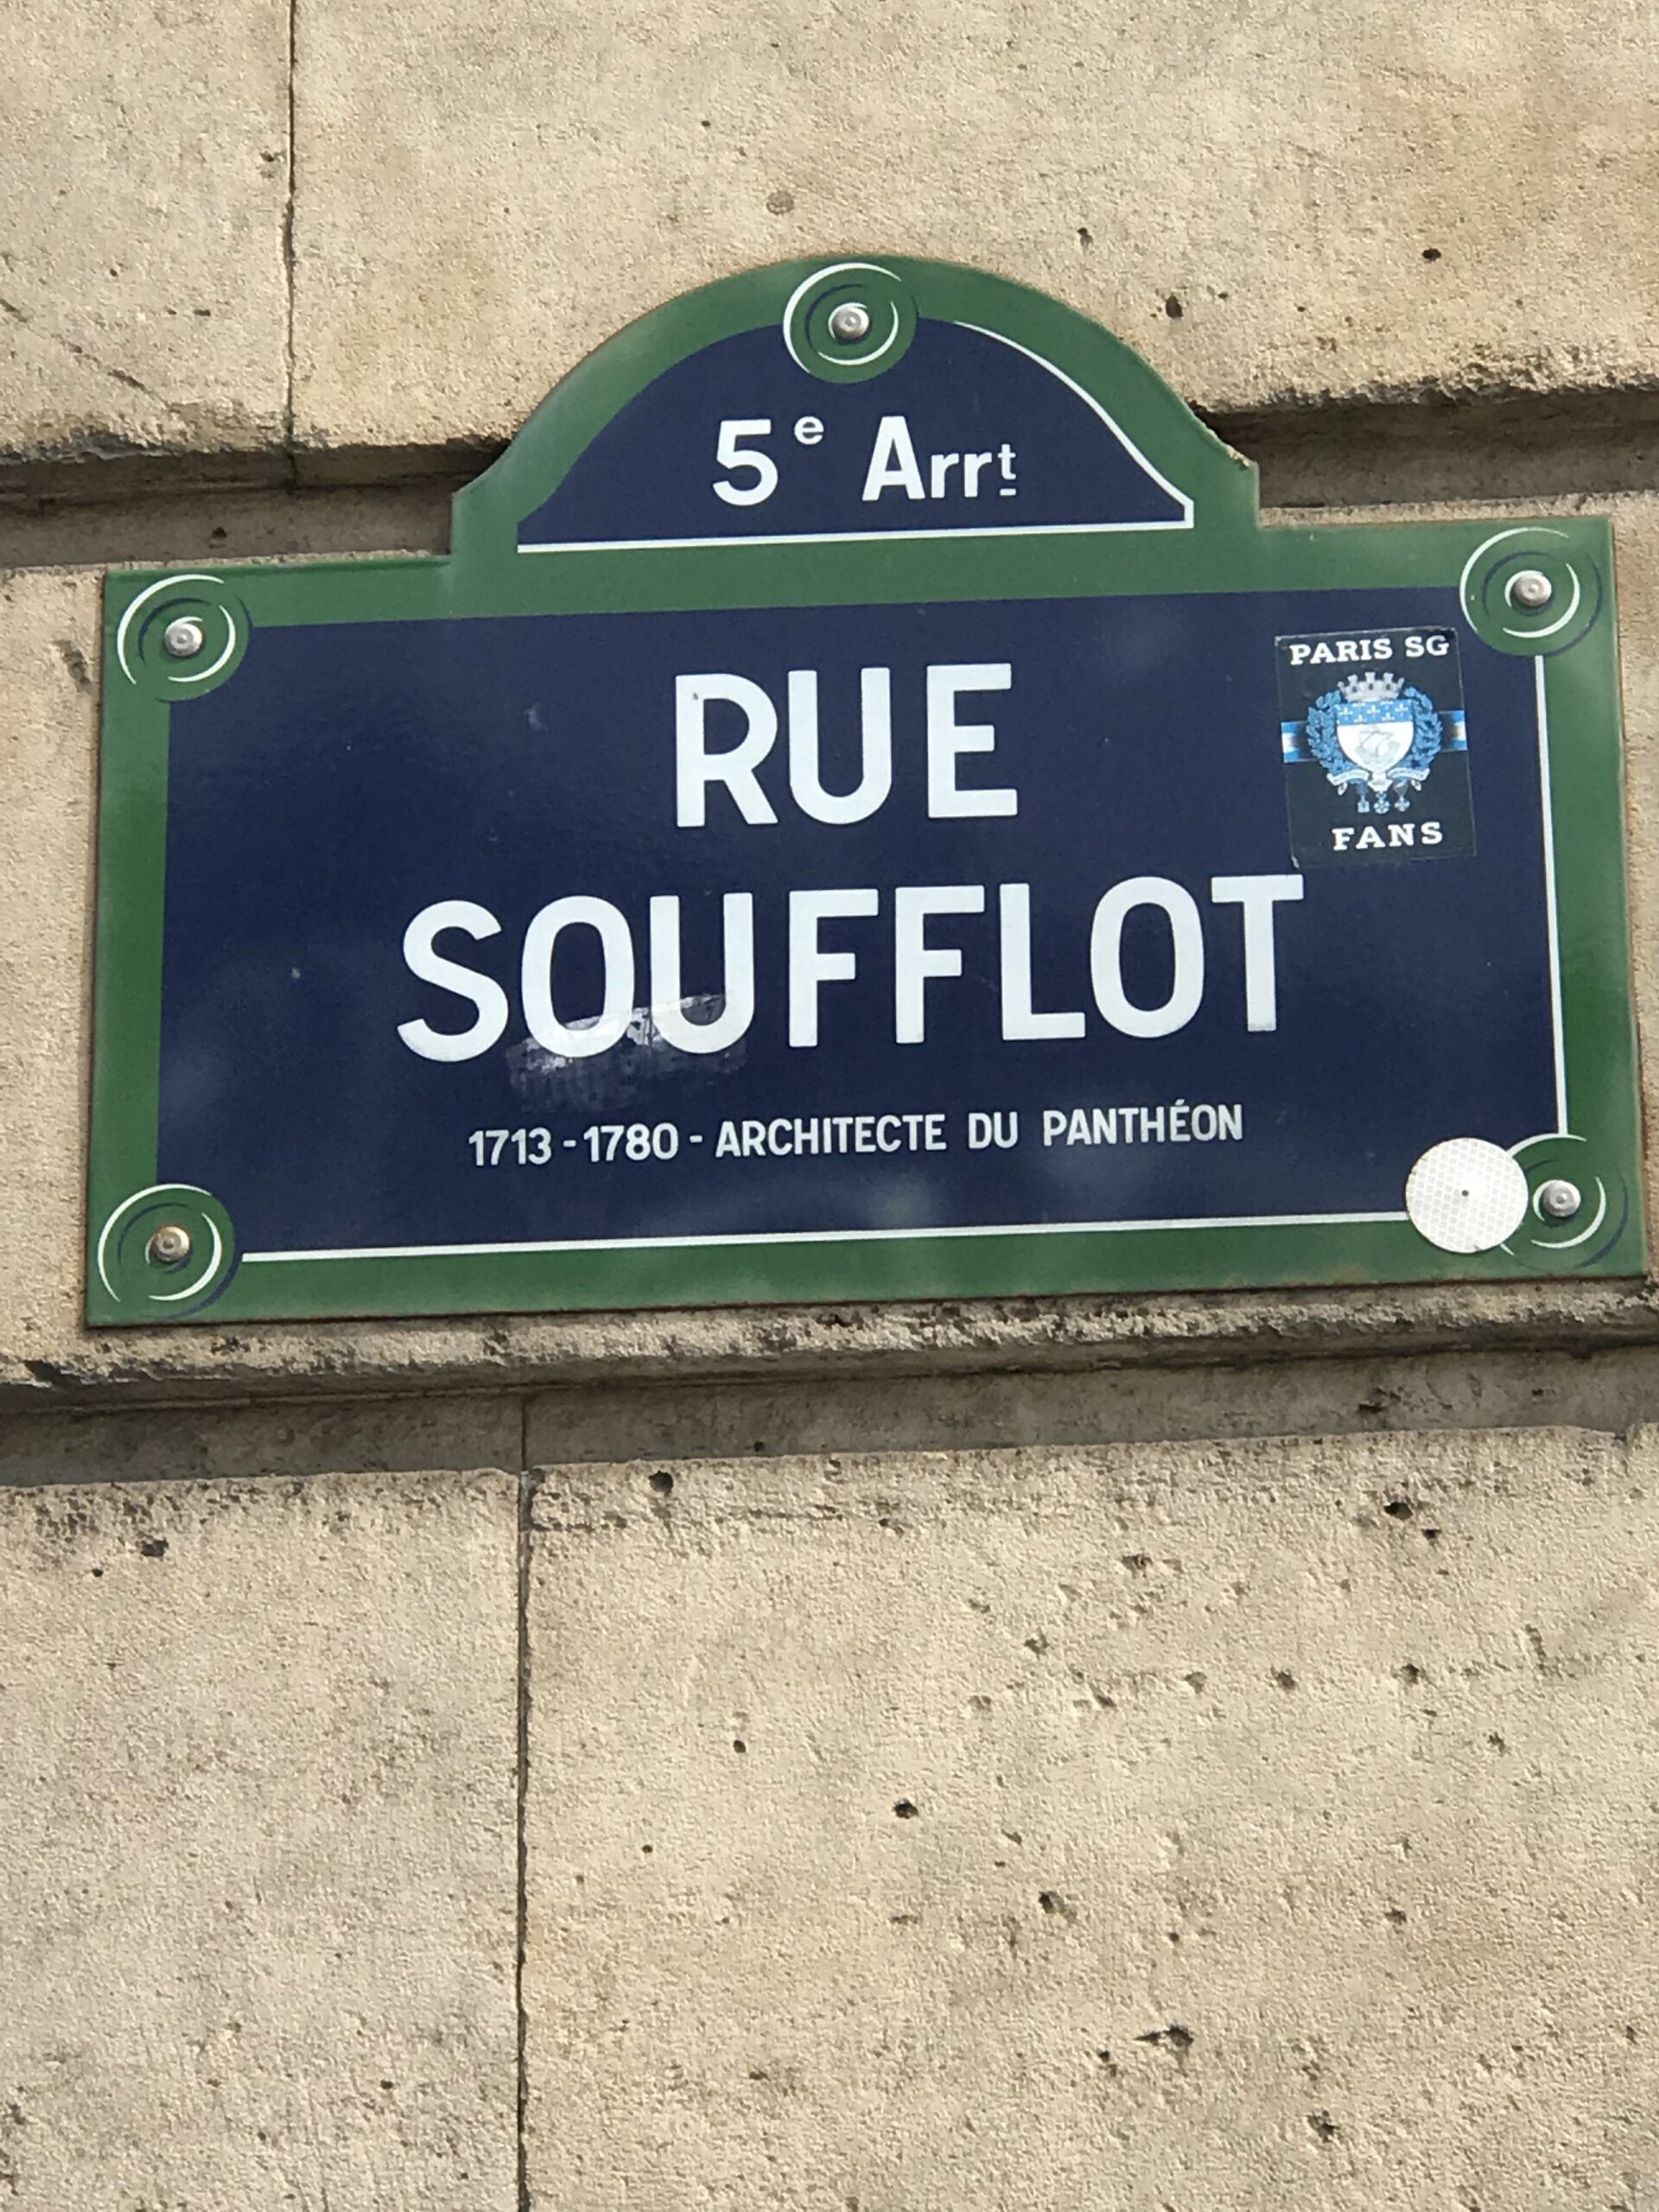 5e Arrt
RUE
SOUFFLOT
1713 - 1780 - ARCHITECTE DU PANTHÉON
PARIS SG
FANS